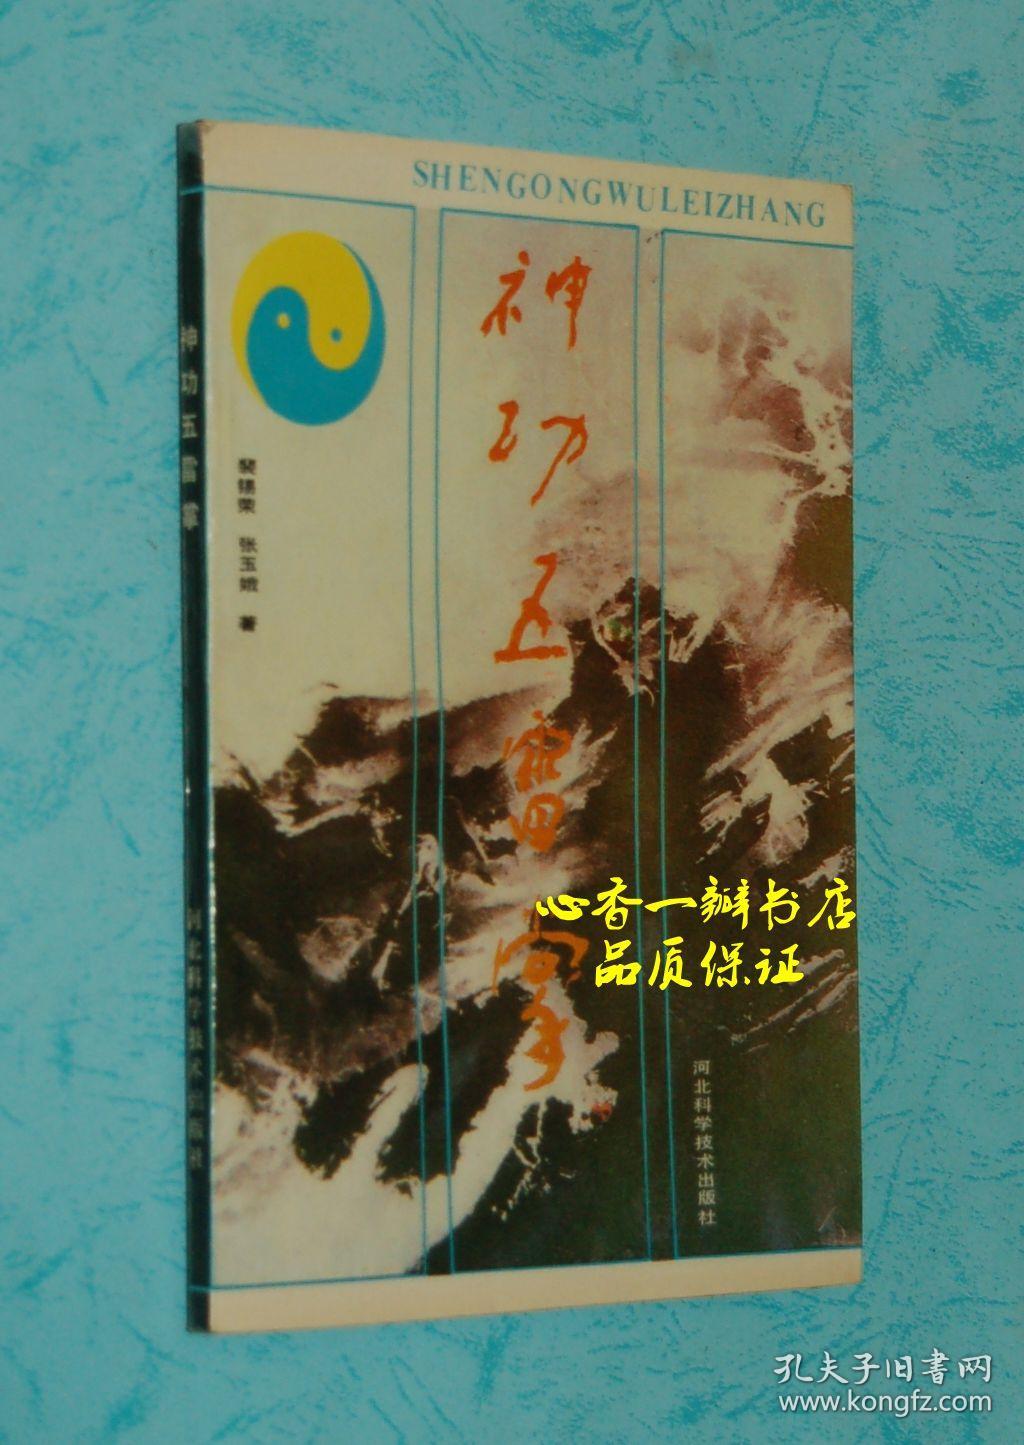 SHENGONGWULEIZHANG
神功五雷掌
裴锡荣 张玉娥 著
神功五雷掌
河北科学技术出版社
河北科学技术出版社
心香一瓣书店
品质保证
孔夫子旧书网
www.kongfz.com